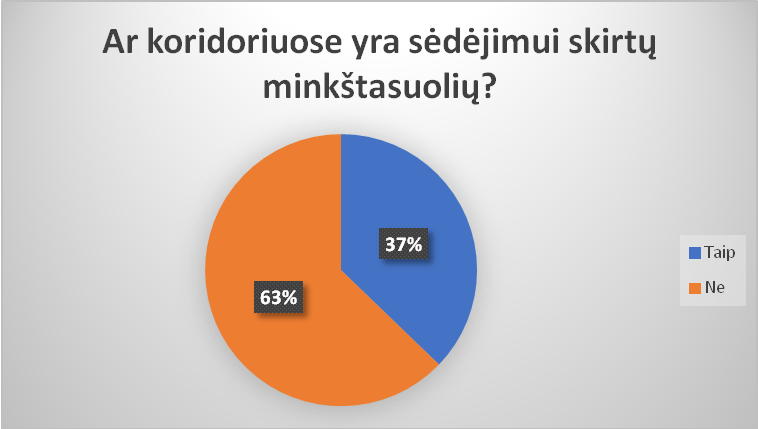 Ar koridoriuose yra sėdėjimui skirtų
minkštasuolių?
37%
63%
Taip
Ne